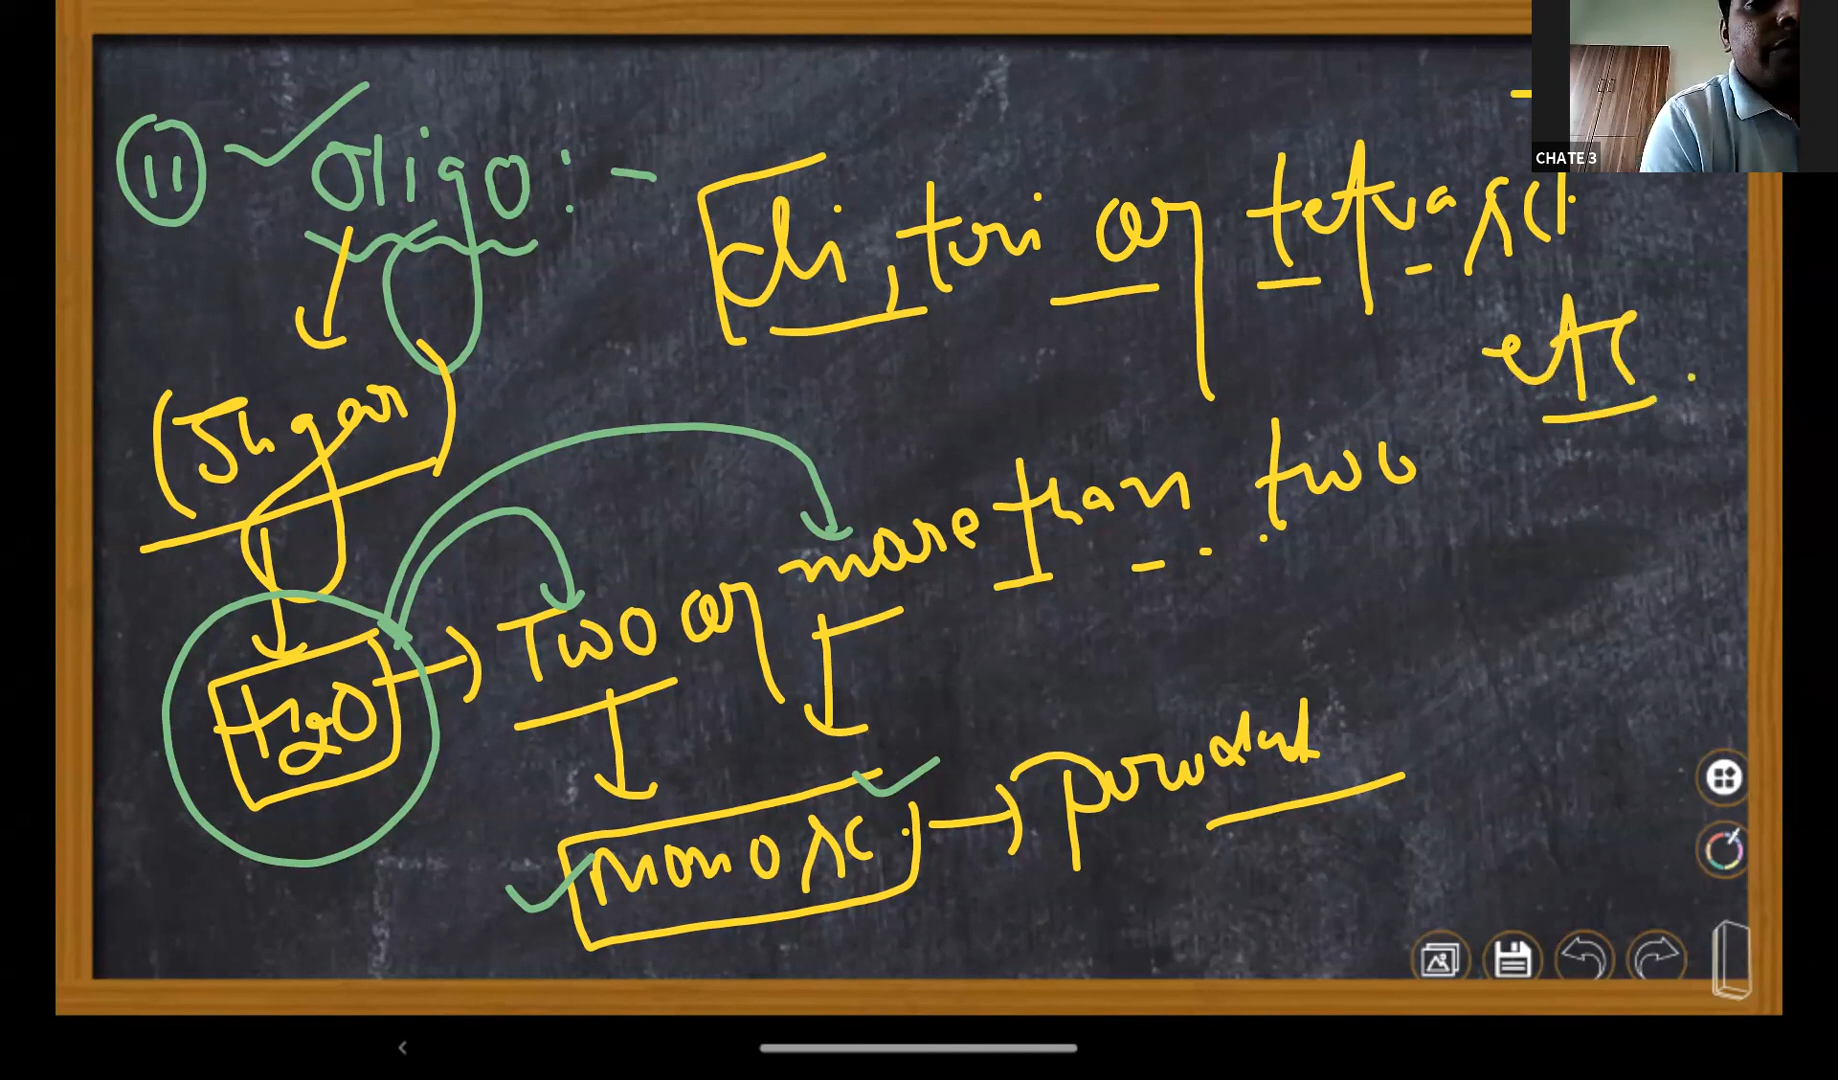 CHATE 3
(11) Oligo :-
di, tri or tetra sc.
etc.
(Sugar)
more than two
H2O → Two or
mono sc. → product